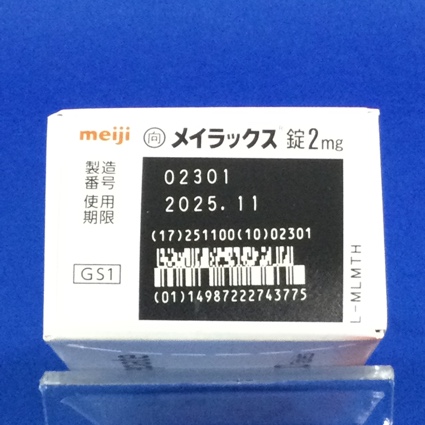 meiji 向 メイラックス錠2mg
製造番号 02301
使用期限 2025.11
(17)251100(10)02301
GS1
(01)14987222743775
L-MLMTH